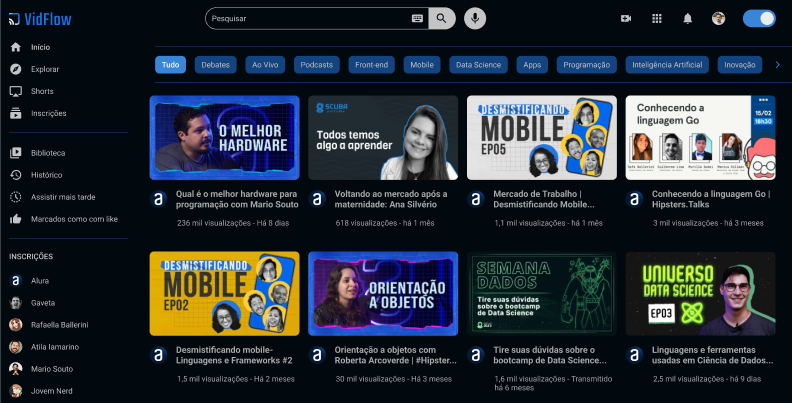 VidFlow
Pesquisar
Início
Explorar
Shorts
Inscrições
Biblioteca
Histórico
Assistir mais tarde
Marcados como com like
INSCRIÇÕES
Alura
Gaveta
Rafaella Ballerini
Atila Iamarino
Mario Souto
Jovem Nerd
Tudo
Debates
Ao Vivo
Podcasts
Front-end
Mobile
Data Science
Apps
Programação
Inteligência Artificial
Inovação
O MELHOR
HARDWARE
Qual é o melhor hardware para
programação com Mario Souto
236 mil visualizações - Há 8 dias
SCUBA
Todos temos
algo a aprender
Voltando ao mercado após a
maternidade: Ana Silvério
618 visualizações - há 1 mês
DESMISTIFICANDO
MOBILE
EP05
Mercado de Trabalho |
Desmistificando Mobile...
1,1 mil visualizações - há 1 mês
Conhecendo a
linguagem Go
15/02
18h30
Conhecendo a linguagem Go |
Hipsters.Talks
3 mil visualizações - há 3 meses
DESMISTIFICANDO
MOBILE
EP02
Desmistificando mobile-
Linguagens e Frameworks #2
1,5 mil visualizações - Há 2 meses
ORIENTAÇÃO
A OBJETOS
Orientação a objetos com
Roberta Arcoverde | #Hipster...
30 mil visualizações - Há 3 meses
SEMANA
DADOS
Tire suas dúvidas
sobre o bootcamp
de Data Science
Tire suas dúvidas sobre o
bootcamp de Data Science...
1,6 mil visualizações - Transmitido
há 6 meses
UNIVERSO
DATA SCIENCE
EP03
Linguagens e ferramentas
usadas em Ciência de Dados...
2,5 mil visualizações - há 9 dias